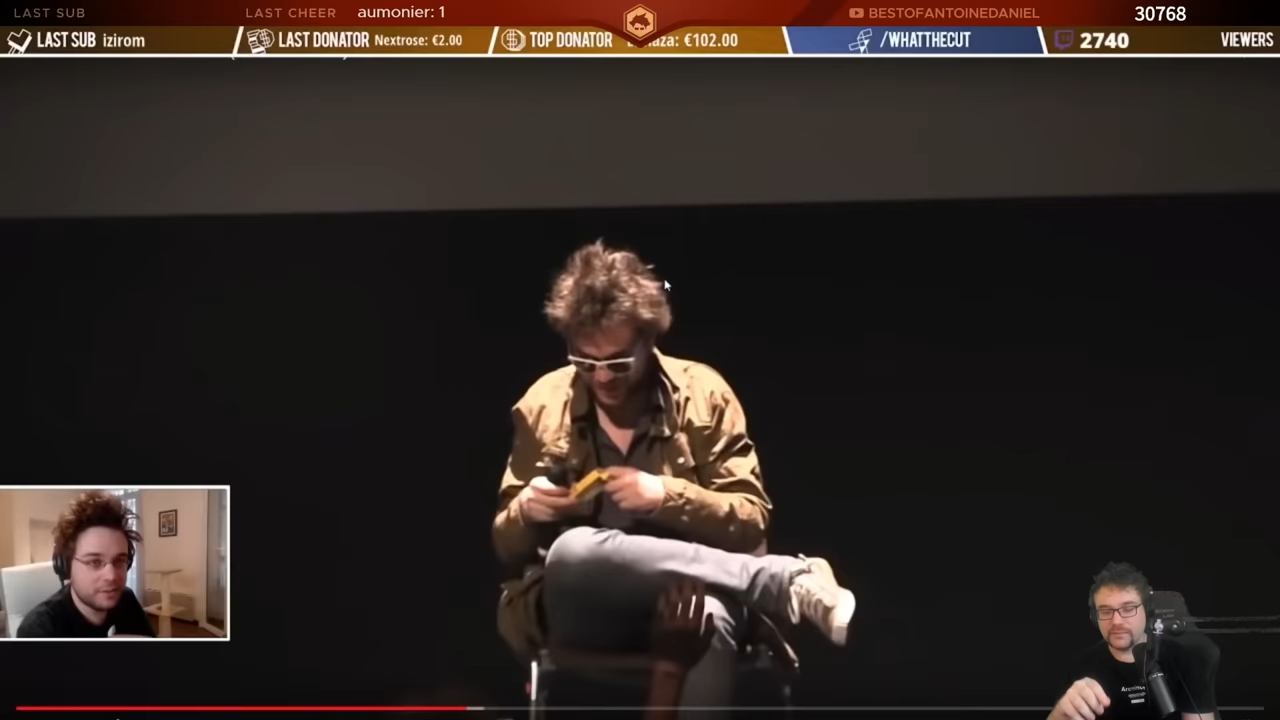 LAST SUB
LAST CHEER aumonier: 1
BESTOFANTOINEDANIEL
30768
LAST SUB izirom
LAST DONATOR Nextrose: €2.00
TOP DONATOR aza: €102.00
/WHATTHECUT
2740 VIEWERS